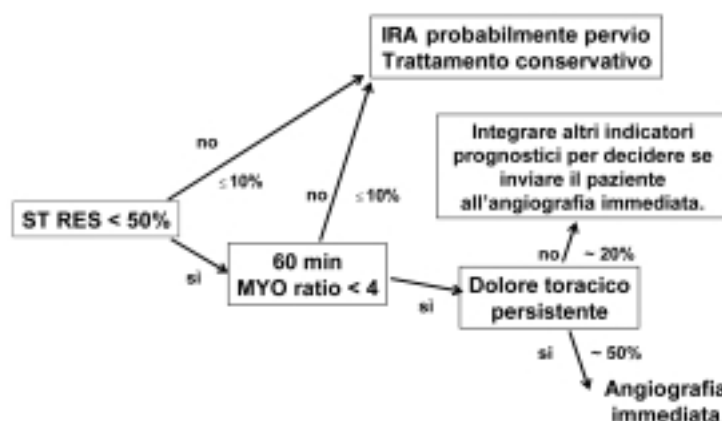 IRA probabilmente pervio
Trattamento conservativo
no
≤10%
no
≤10%
Integrare altri indicatori
prognostici per decidere se
inviare il paziente
all'angiografia immediata.
ST RES < 50%
sì
60 min
MYO ratio < 4
sì
no ~ 20%
Dolore toracico
persistente
si ~ 50%
Angiografia
immediata